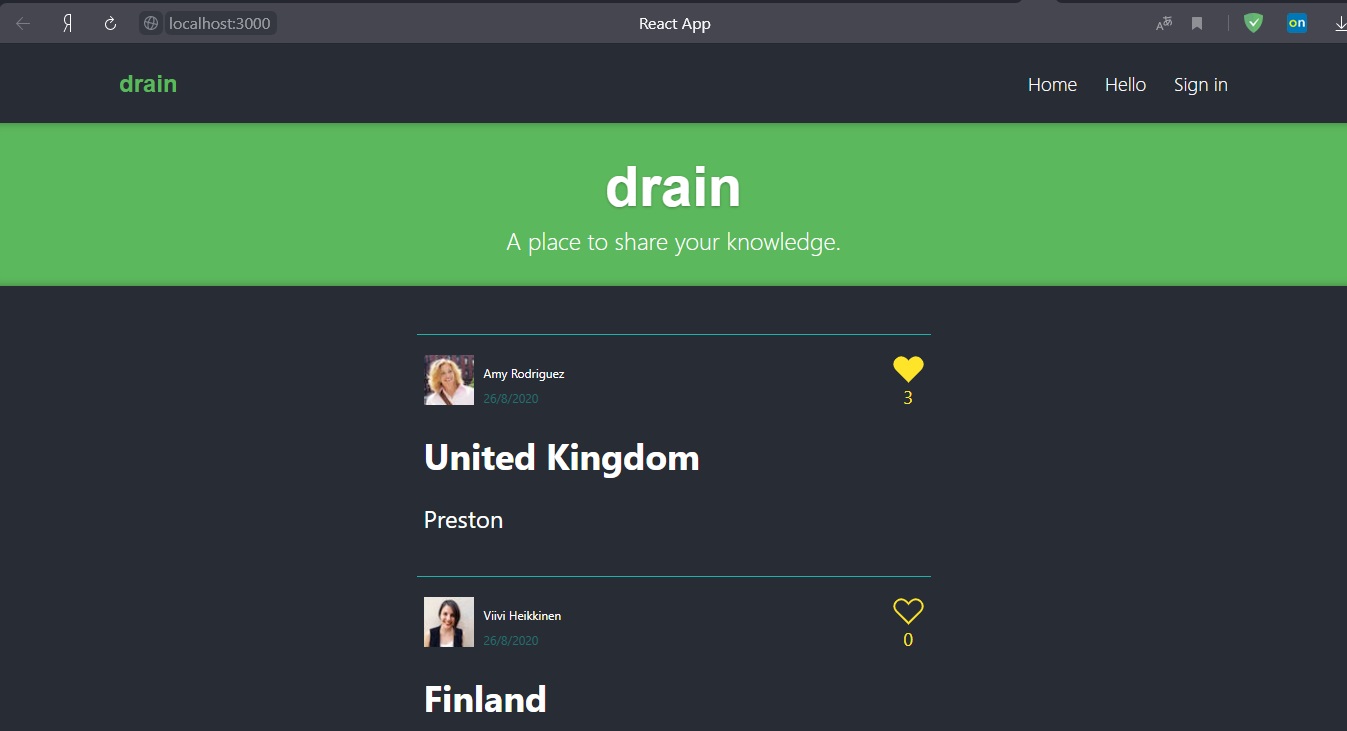 Я
localhost:3000
React App
on
drain
Home
Hello
Sign in
drain
A place to share your knowledge.
Amy Rodriguez
26/8/2020
3
United Kingdom
Preston
Viivi Heikkinen
26/8/2020
0
Finland